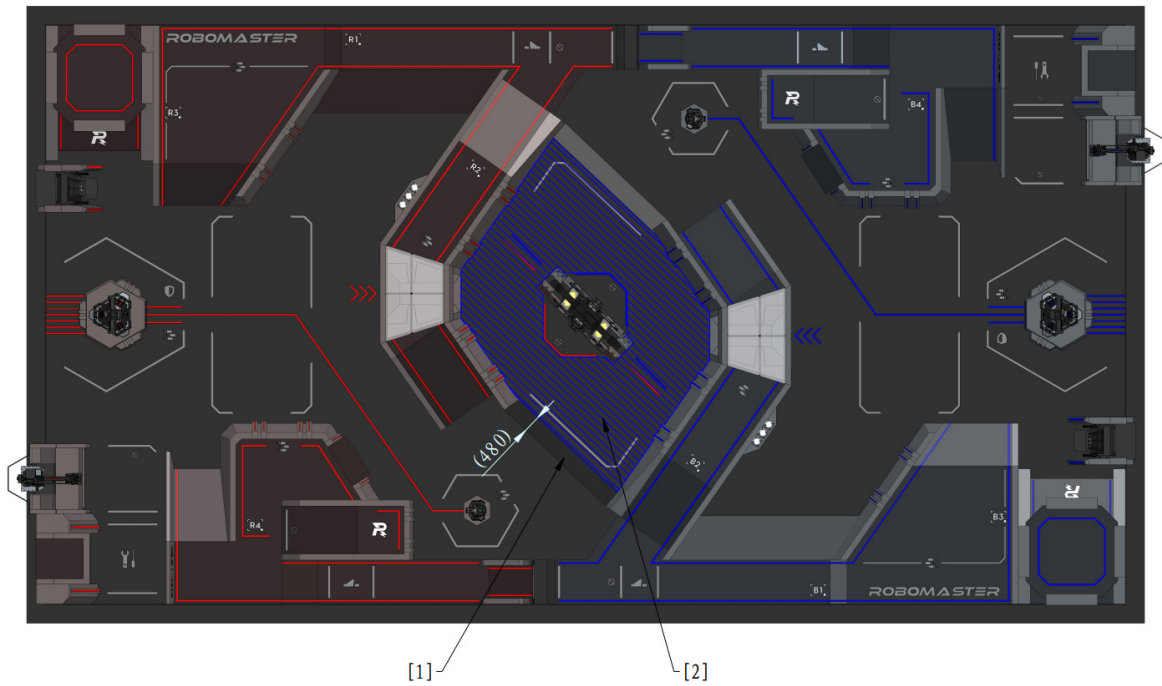 ROBOMASTER
R1
R3
B4
R2
(480)
B2
R4
B3
B1
ROBOMASTER
[1]
[2]